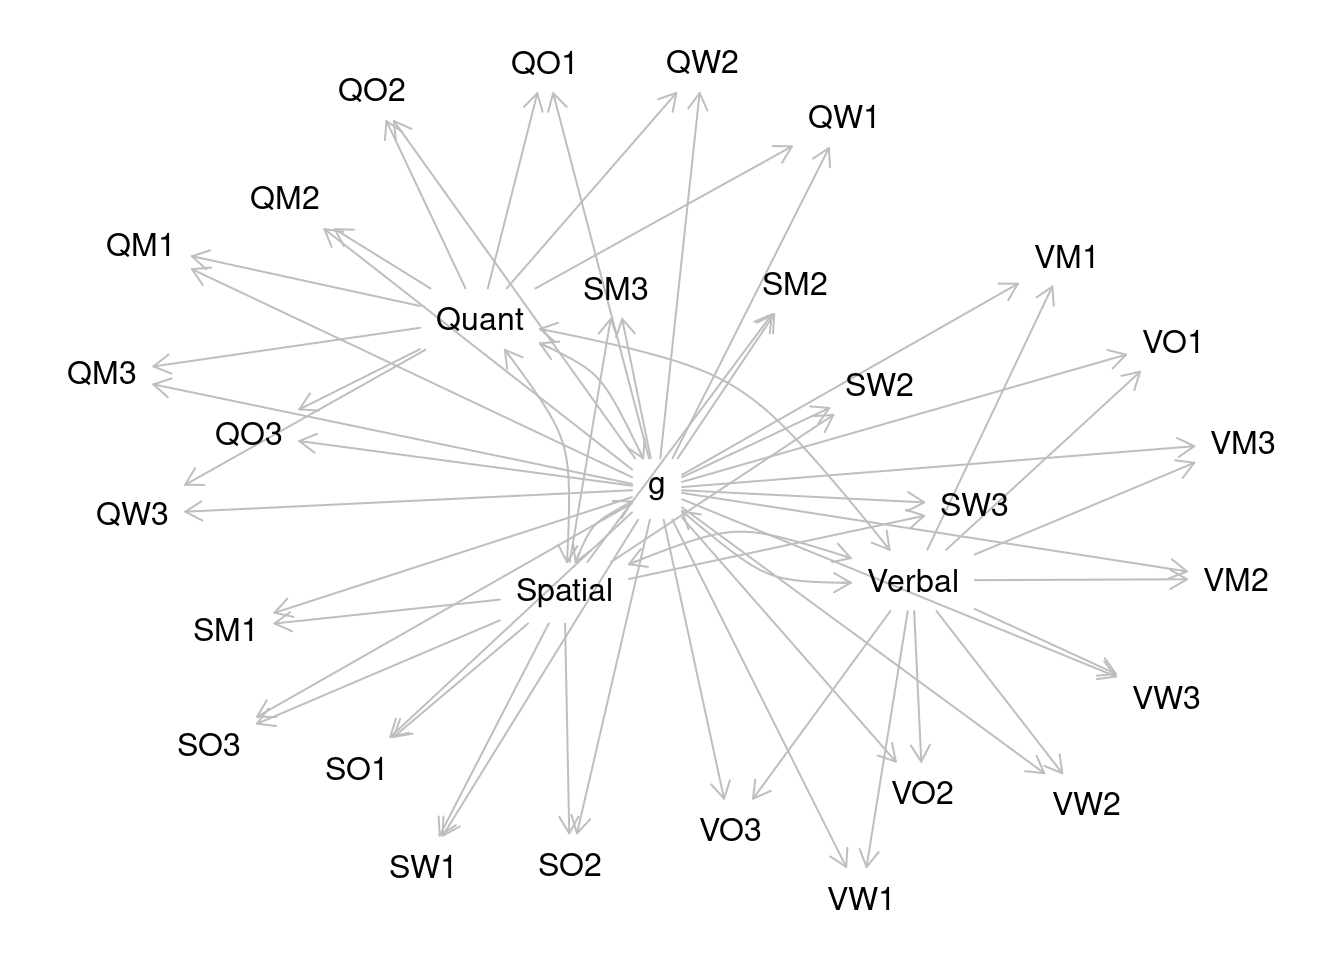 QO1
QW2
QO2
QW1
QM2
QM1
VM1
SM3
SM2
Quant
VO1
QM3
SW2
QO3
VM3
g
SW3
QW3
Verbal
VM2
Spatial
SM1
VW3
SO3
SO1
VO2
VW2
VO3
SW1
SO2
VW1